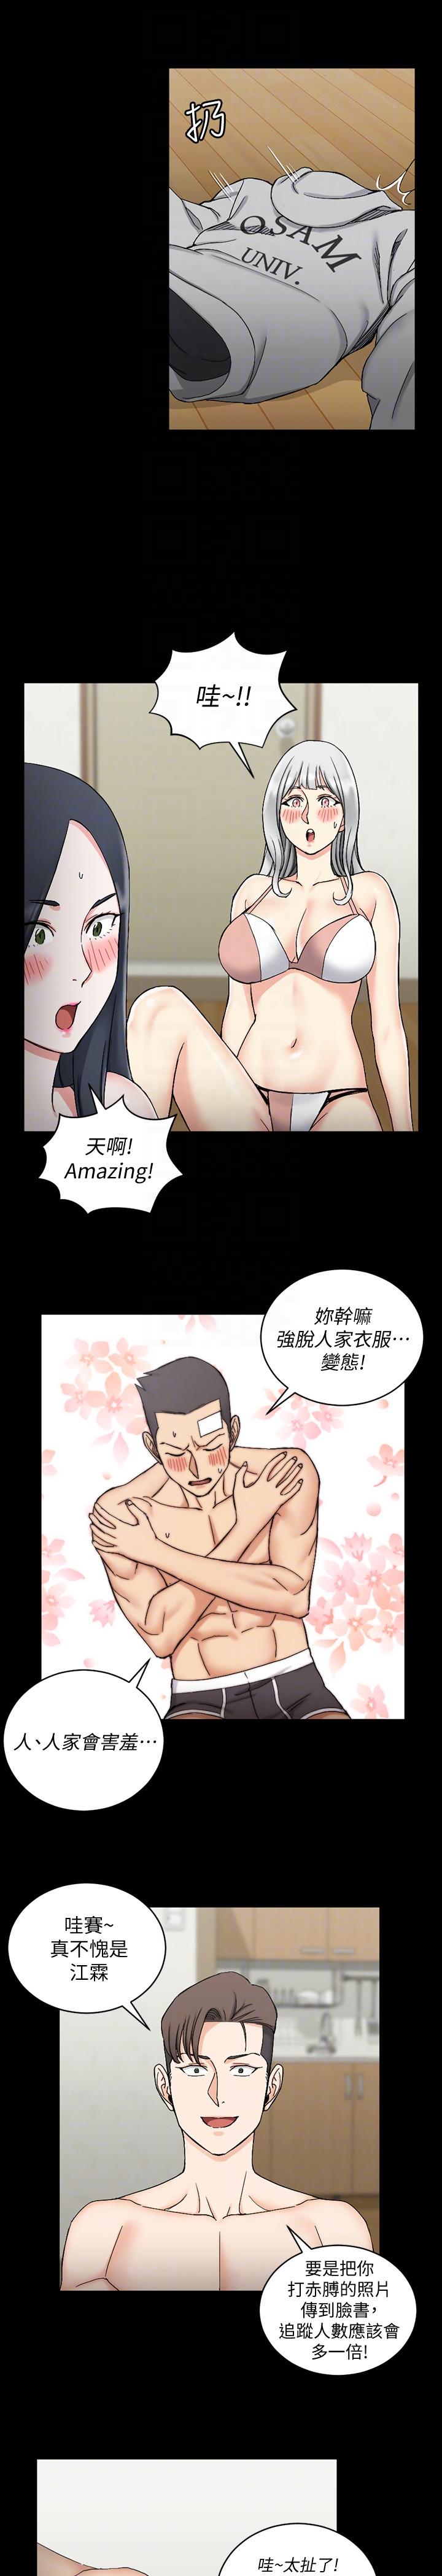 扔
OSAM
UNIV.
哇~!!
天啊!
Amazing!
妳幹嘛
強脫人家衣服…
變態!
人、人家會害羞…
哇賽~
真不愧是
江霖
要是把你
打赤膊的照片
傳到臉書,
追蹤人數應該會
多一倍!
哇~太扯了!